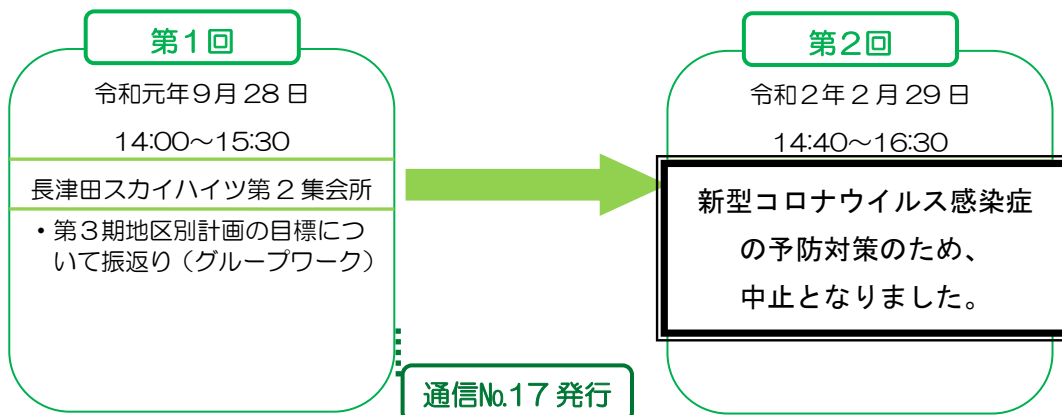 第1回
令和元年9月28日
14:00～15:30
長津田スカイハイツ第2集会所
・第3期地区別計画の目標につ
いて振返り（グループワーク）
通信№17発行
第2回
令和2年2月29日
14:40～16:30
新型コロナウイルス感染症
の予防対策のため、
中止となりました。